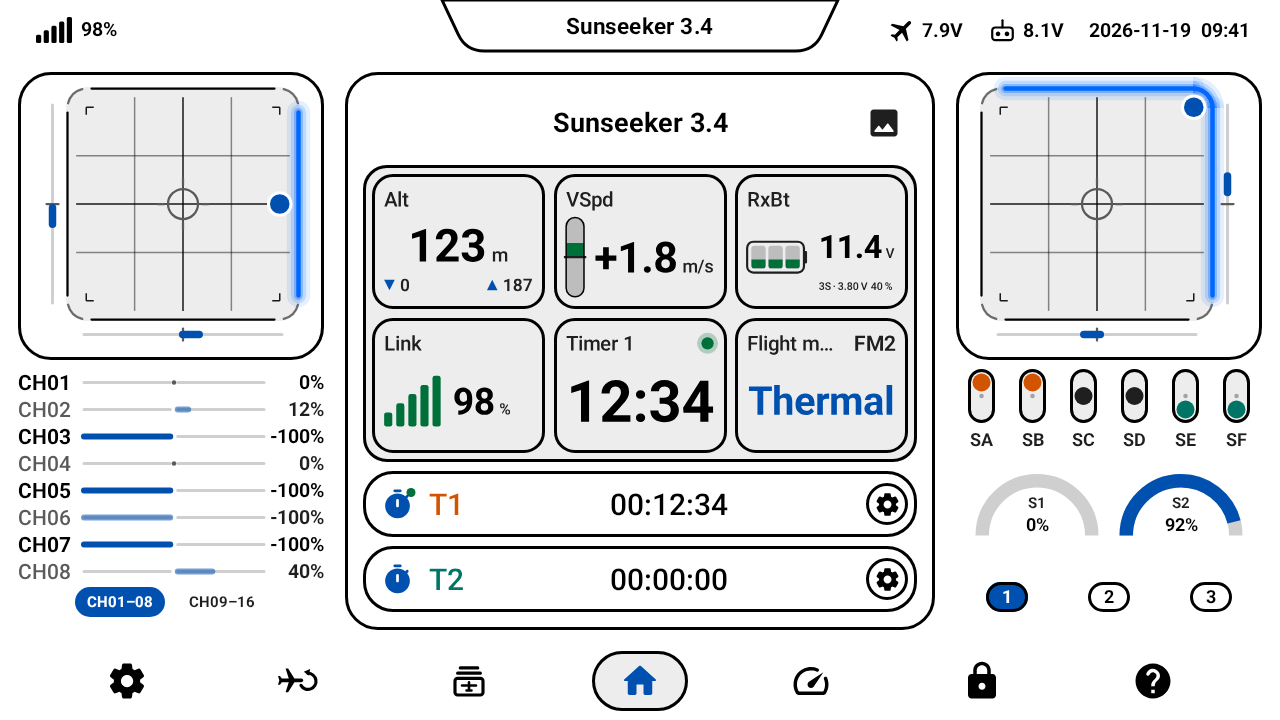 98%
Sunseeker 3.4
7.9V
8.1V
2026-11-19 09:41
CH01 0%
CH02 12%
CH03 -100%
CH04 0%
CH05 -100%
CH06 -100%
CH07 -100%
CH08 40%
CH01–08
CH09–16
Sunseeker 3.4
Alt
123 m
▼ 0
▲ 187
VSpd
+1.8 m/s
RxBt
11.4 V
3S · 3.80 V 40 %
Link
98 %
Timer 1
12:34
Flight m... FM2
Thermal
T1 00:12:34
T2 00:00:00
SA SB SC SD SE SF
S1
0%
S2
92%
1 2 3